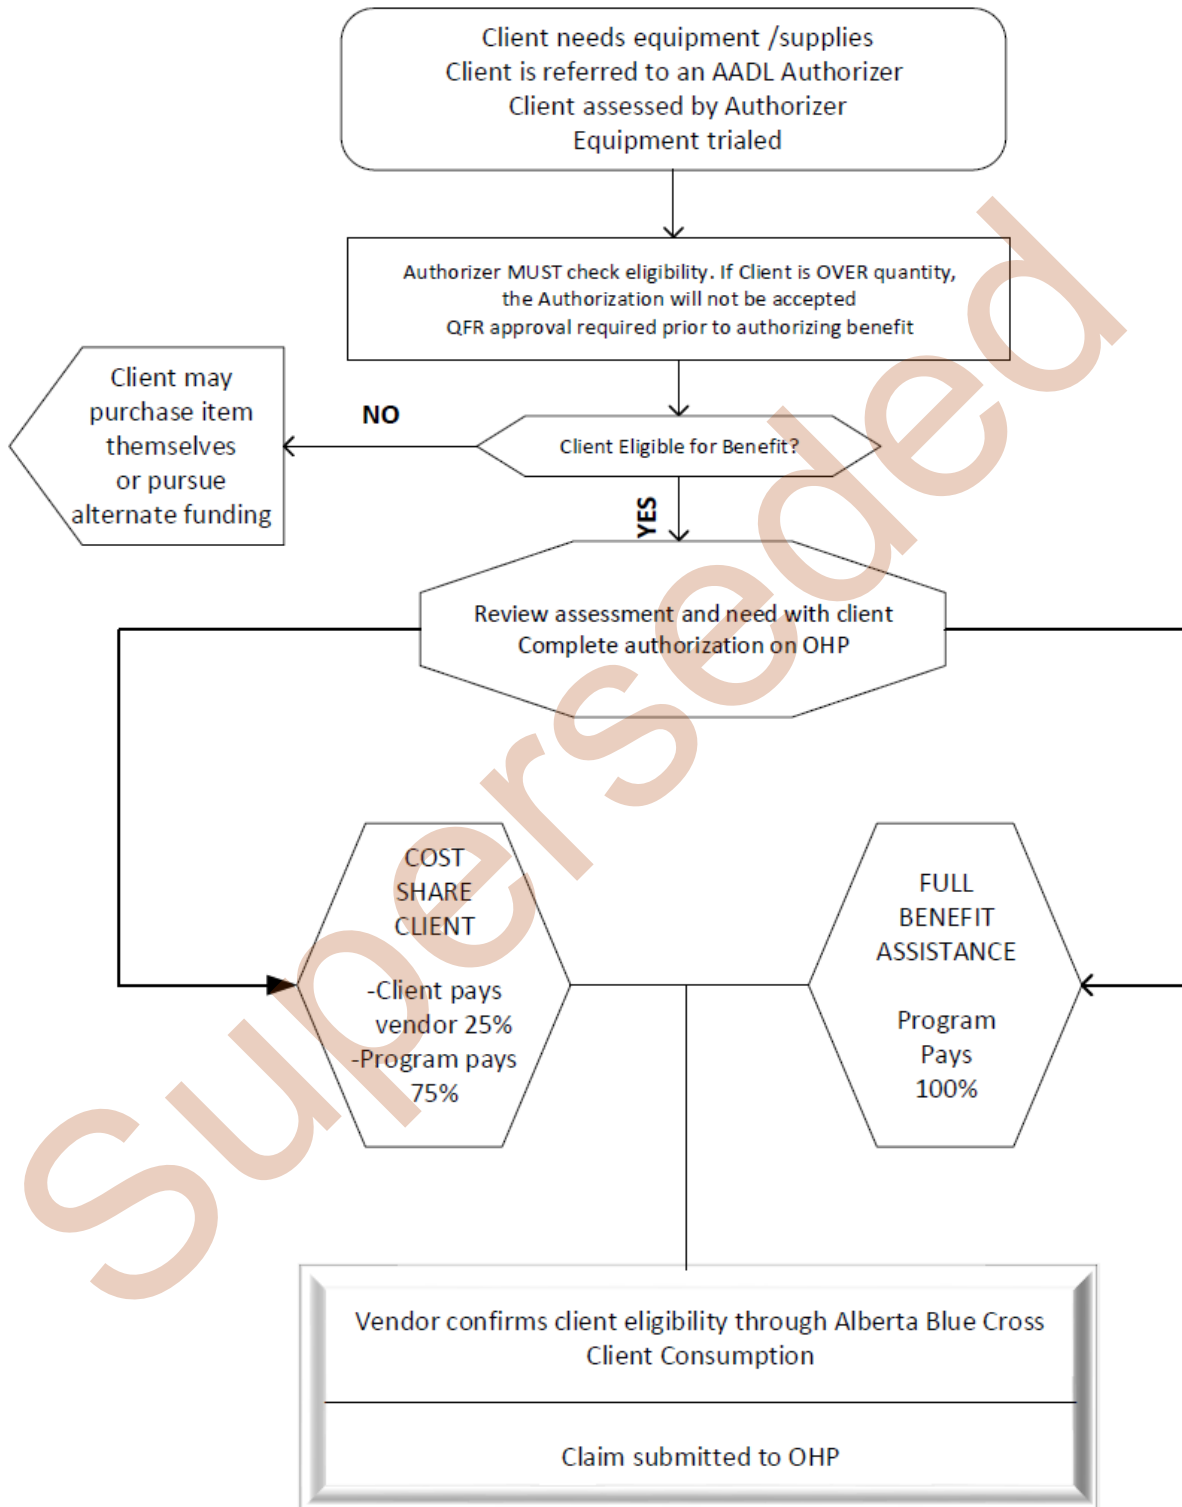 Client needs equipment /supplies
Client is referred to an AADL Authorizer
Client assessed by Authorizer
Equipment trialed
Authorizer MUST check eligibility. If Client is OVER quantity,
the Authorization will not be accepted
QFR approval required prior to authorizing benefit
Client may
purchase item
themselves
or pursue
alternate funding
NO
Client Eligible for Benefit?
YES
Review assessment and need with client
Complete authorization on OHP
COST
SHARE
CLIENT
-Client pays
vendor 25%
-Program pays
75%
FULL
BENEFIT
ASSISTANCE
Program
Pays
100%
Vendor confirms client eligibility through Alberta Blue Cross
Client Consumption
Claim submitted to OHP
Superseded